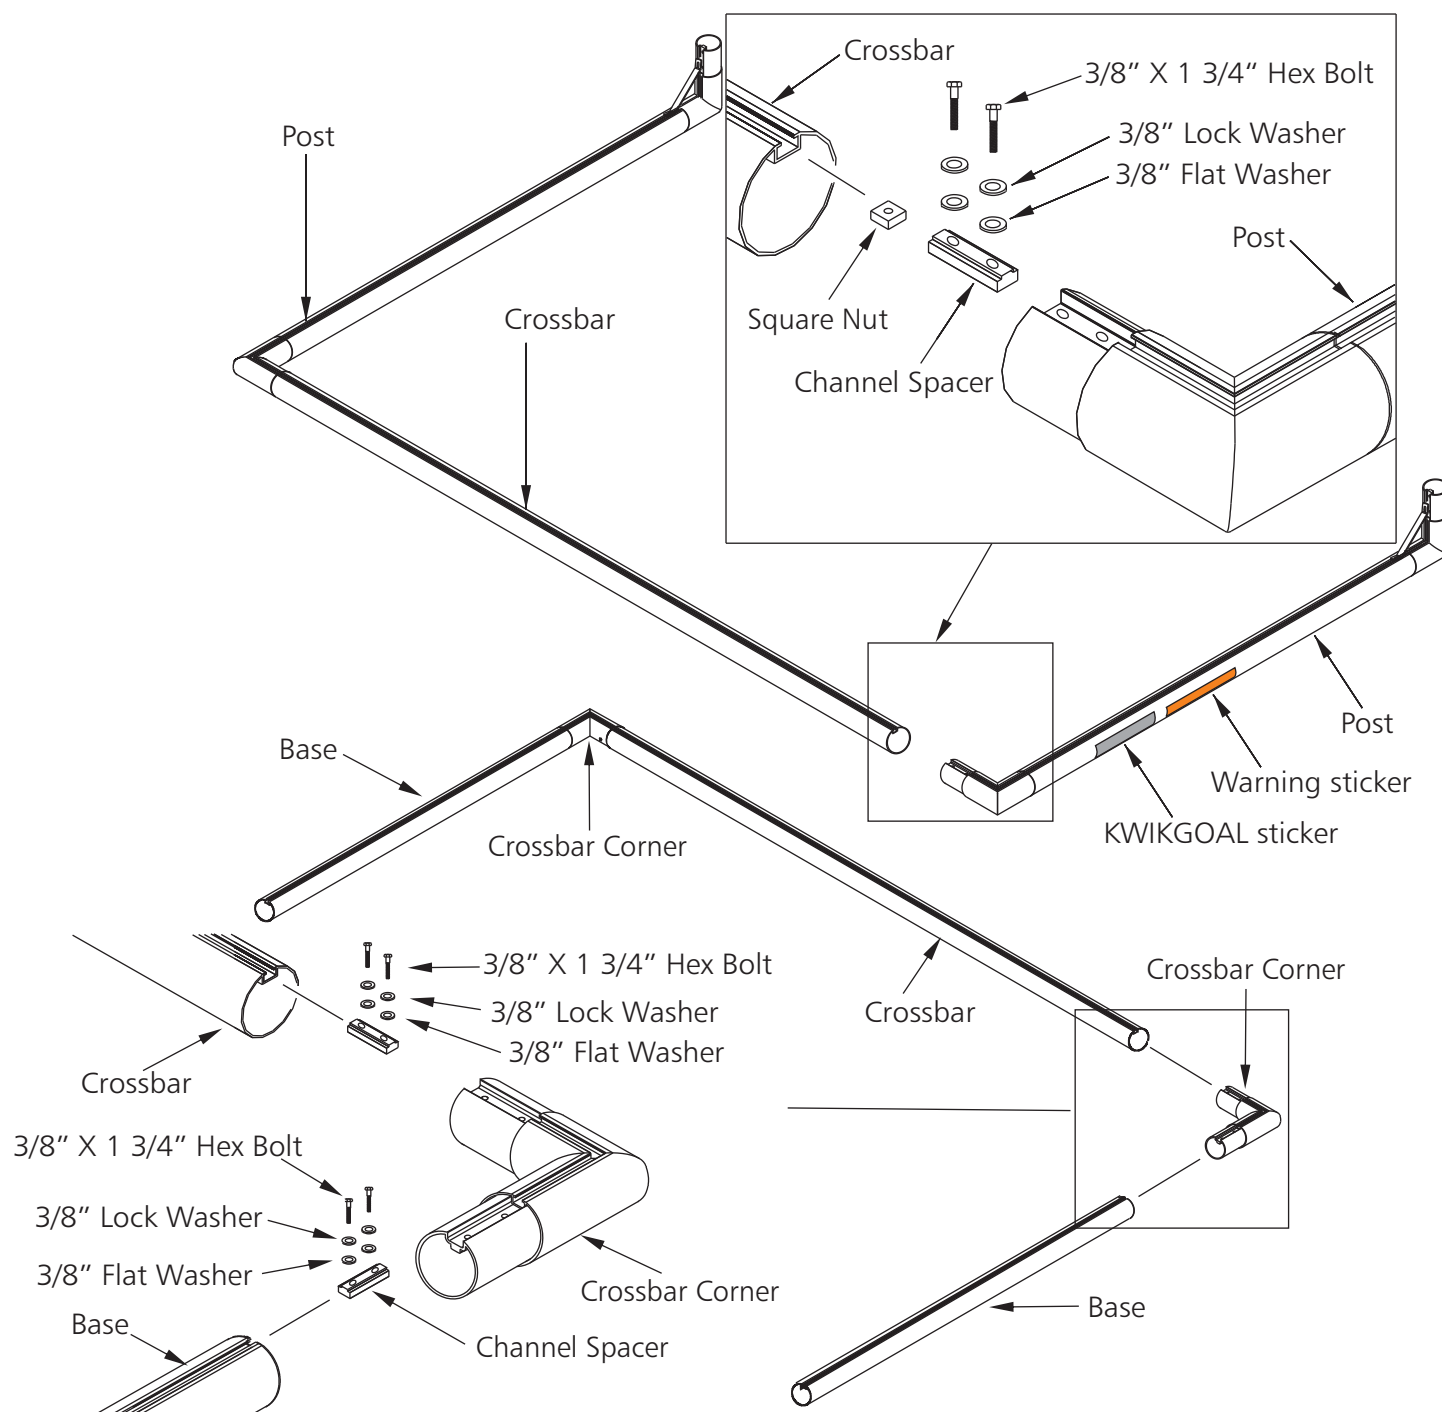 Crossbar
3/8” X 1 3/4“ Hex Bolt
3/8” Lock Washer
3/8” Flat Washer
Post
Post
Square Nut
Crossbar
Channel Spacer
Post
Warning sticker
KWIKGOAL sticker
Base
Crossbar Corner
3/8” X 1 3/4“ Hex Bolt
3/8” Lock Washer
3/8” Flat Washer
Crossbar
Crossbar
Crossbar Corner
3/8” X 1 3/4“ Hex Bolt
3/8” Lock Washer
3/8” Flat Washer
Crossbar Corner
Base
Channel Spacer
Base